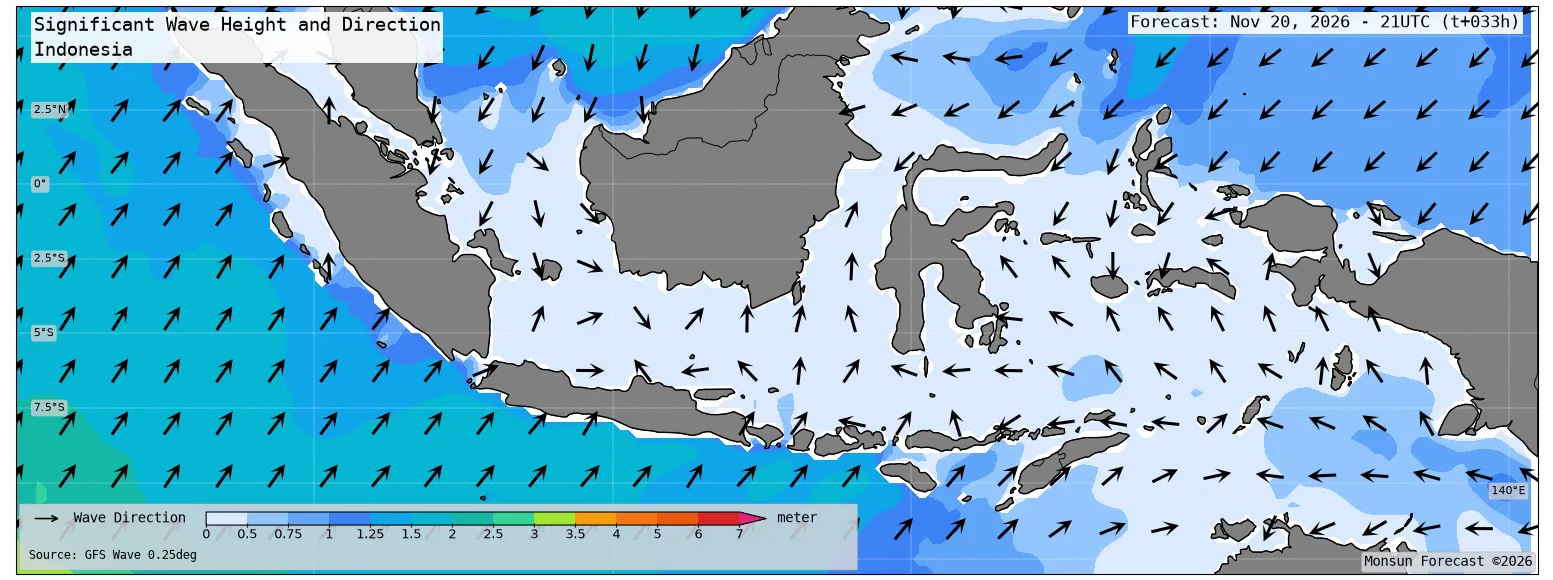 Significant Wave Height and Direction
Indonesia
Forecast: Nov 20, 2026 - 21UTC (t+033h)
2.5°N
0°
2.5°S
5°S
7.5°S
140°E
Wave Direction
meter
0 0.5 0.75 1 1.25 1.5 2 2.5 3 3.5 4 5 6 7
Source: GFS Wave 0.25deg
Monsun Forecast ©2026